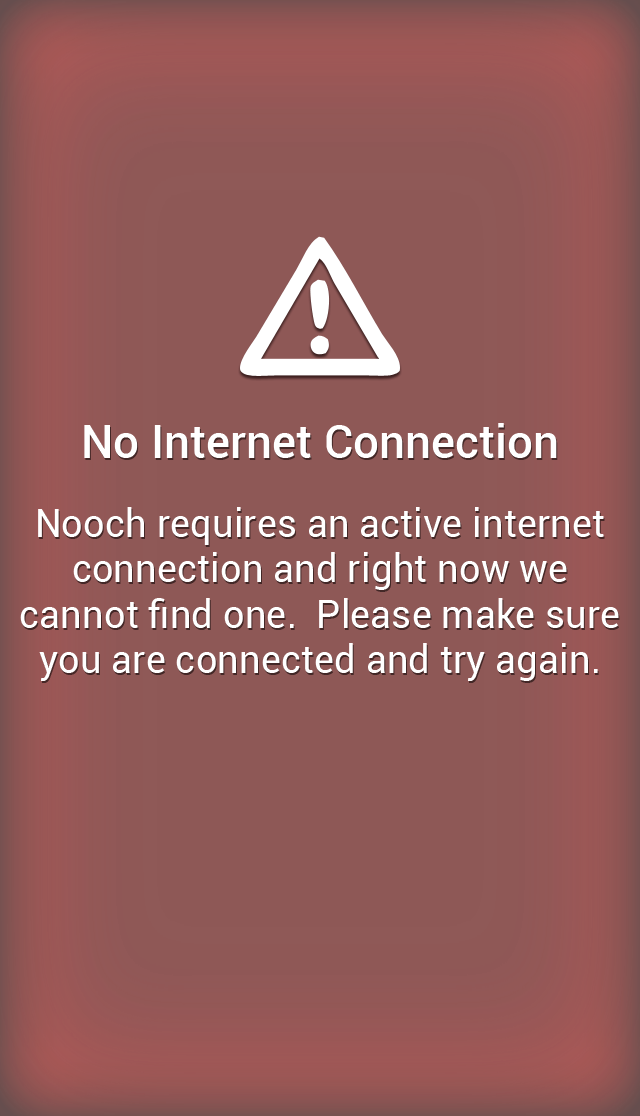 No Internet Connection
Nooch requires an active internet
connection and right now we
cannot find one.  Please make sure
you are connected and try again.